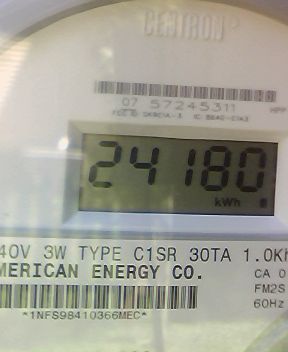 CENTRON
07 57245311
24180
kWh
40V 3W TYPE C1SR 30TA 1.0Kh
MERICAN ENERGY CO.
CA 0
FM2S
60Hz
*1NFS98410366MEC*